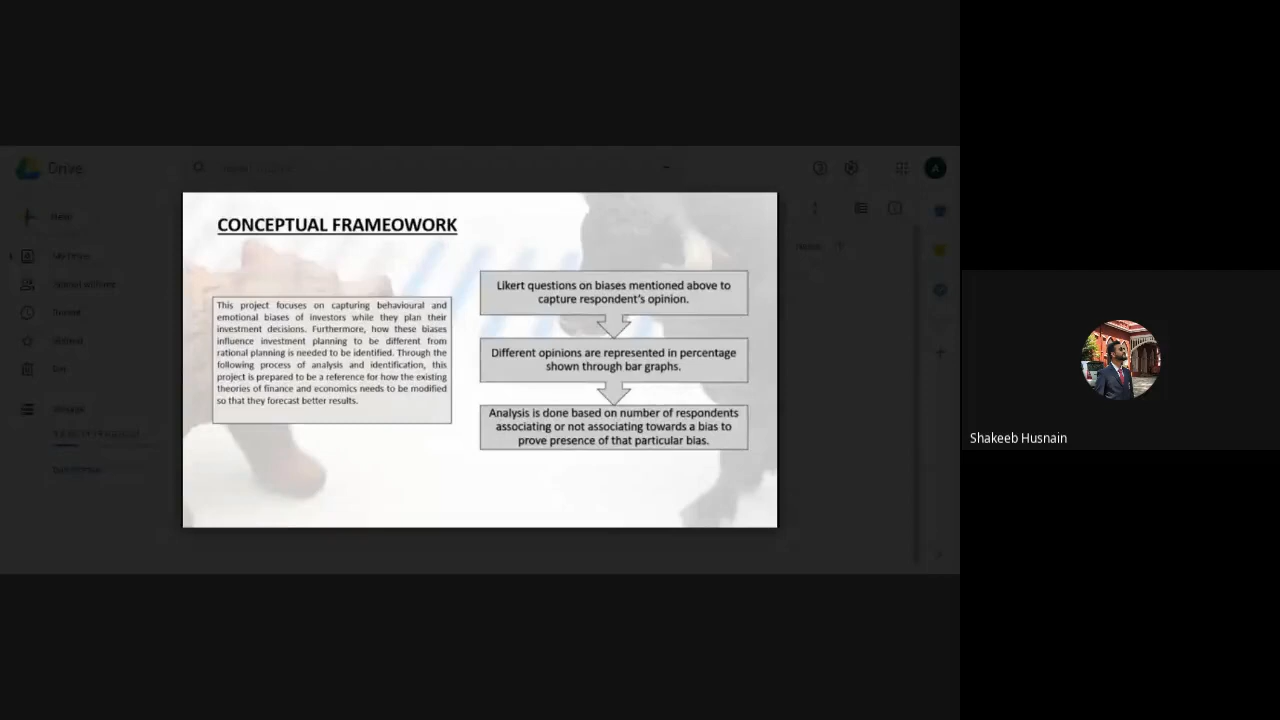 Drive
CONCEPTUAL FRAMEOWORK
This project focuses on capturing behavioural and
emotional biases of investors while they plan their
investment decisions. Furthermore, how these biases
influence investment planning to be different from
rational planning is needed to be identified. Through the
following process of analysis and identification, this
project is prepared to be a reference for how the existing
theories of finance and economics needs to be modified
so that they forecast better results.
Likert questions on biases mentioned above to
capture respondent's opinion.
Different opinions are represented in percentage
shown through bar graphs.
Analysis is done based on number of respondents
associating or not associating towards a bias to
prove presence of that particular bias.
A
My Drive
Shakeeb Husnain